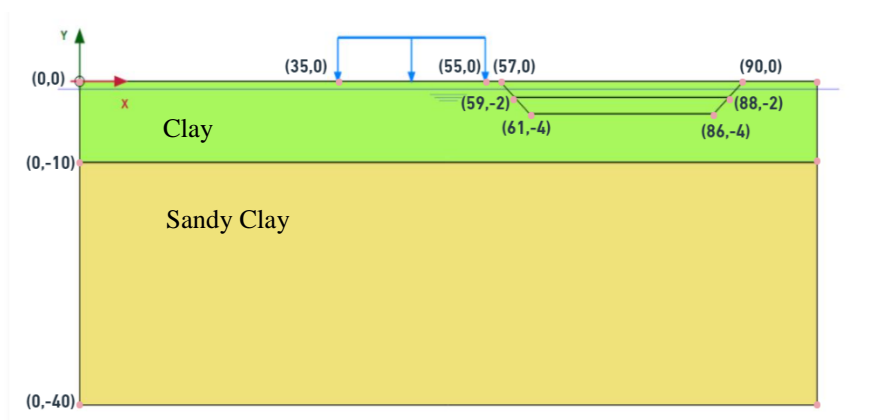 Y
(35,0)
(55,0)
(57,0)
(90,0)
(0,0)
X
(59,-2)
(88,-2)
Clay
(61,-4)
(86,-4)
(0,-10)
Sandy Clay
(0,-40)